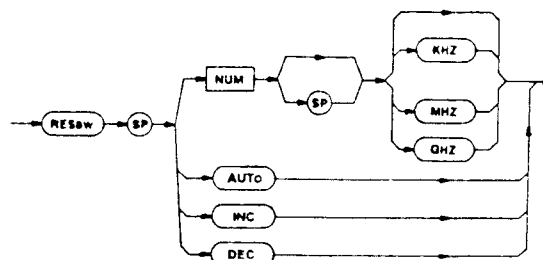 KHZ
NUM
SP
RESBW
SP
MHZ
GHZ
AUTO
INC
DEC